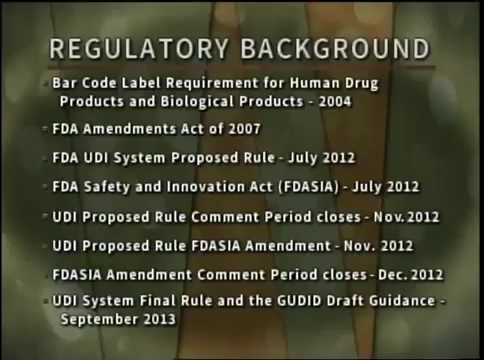 REGULATORY BACKGROUND
- Bar Code Label Requirement for Human Drug
Products and Biological Products - 2004
- FDA Amendments Act of 2007
- FDA UDI System Proposed Rule - July 2012
- FDA Safety and Innovation Act (FDASIA) - July 2012
- UDI Proposed Rule Comment Period closes - Nov. 2012
- UDI Proposed Rule FDASIA Amendment - Nov. 2012
- FDASIA Amendment Comment Period closes - Dec. 2012
- UDI System Final Rule and the GUDID Draft Guidance -
September 2013